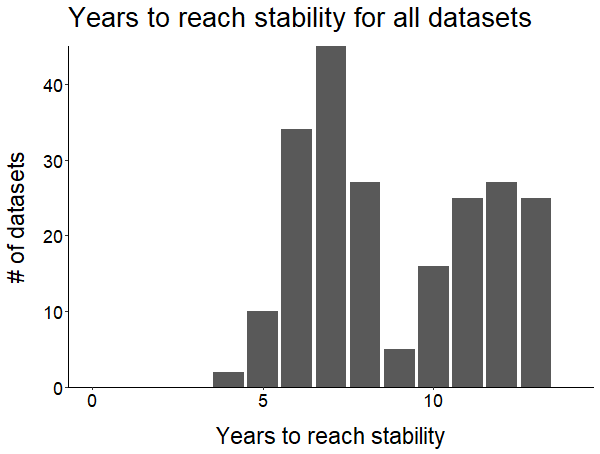 Years to reach stability for all datasets
# of datasets
40
30
20
10
0
0 5 10
Years to reach stability